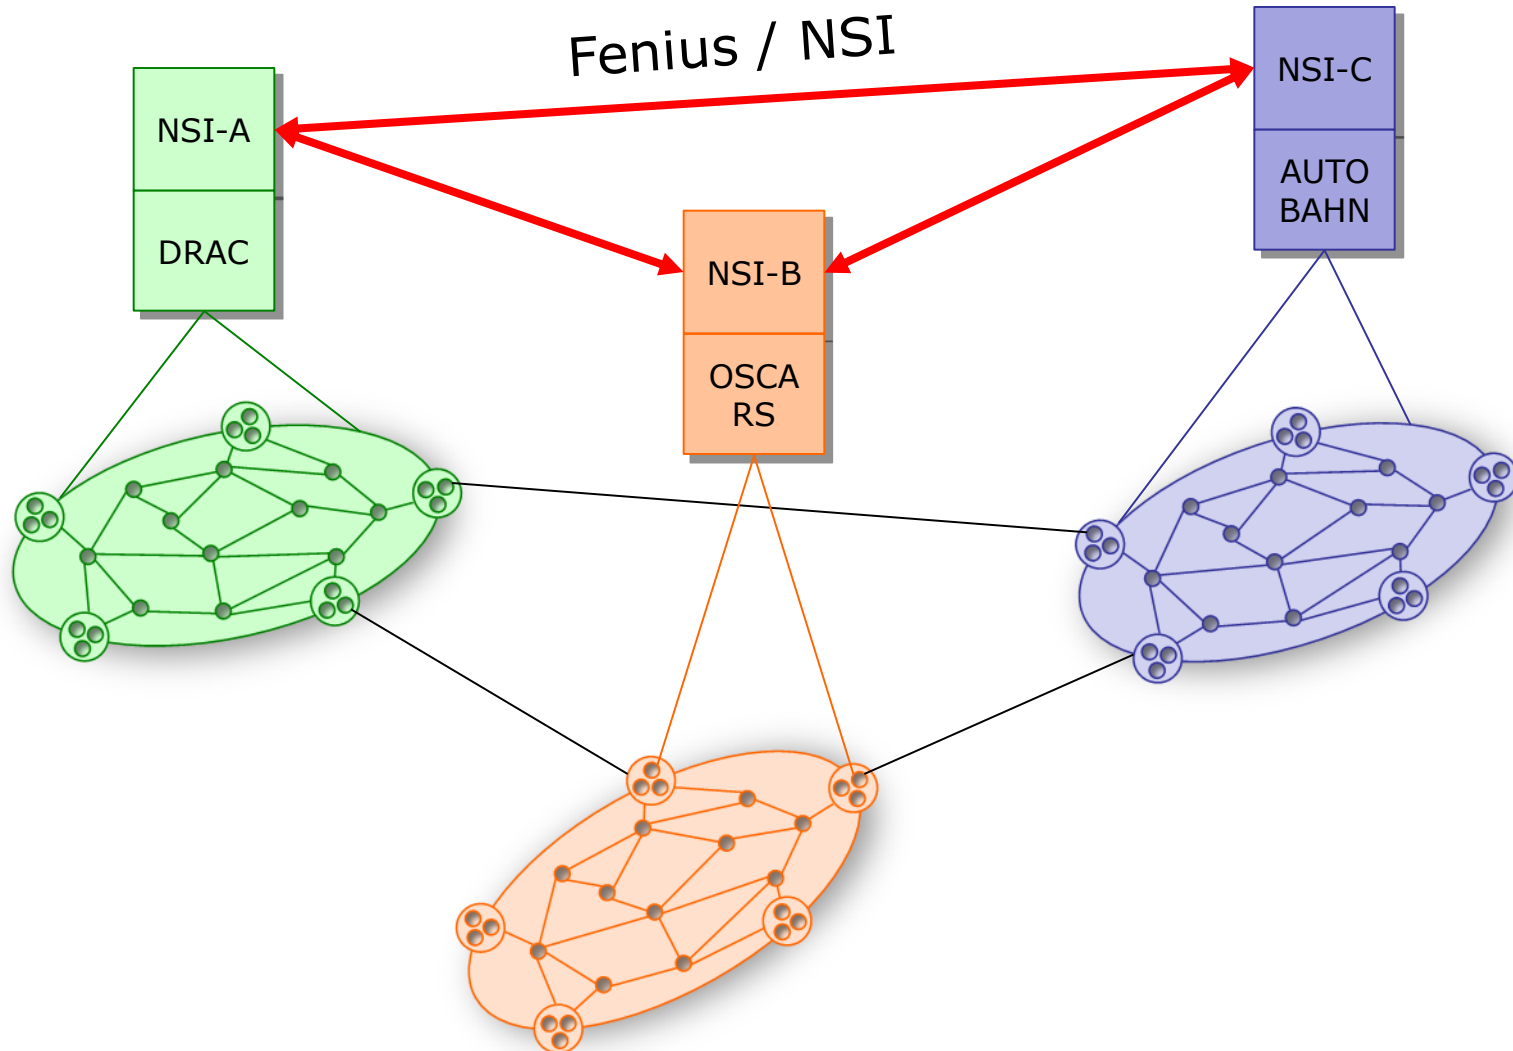 Fenius / NSI
NSI-A
DRAC
NSI-B
OSCA
RS
NSI-C
AUTO
BAHN